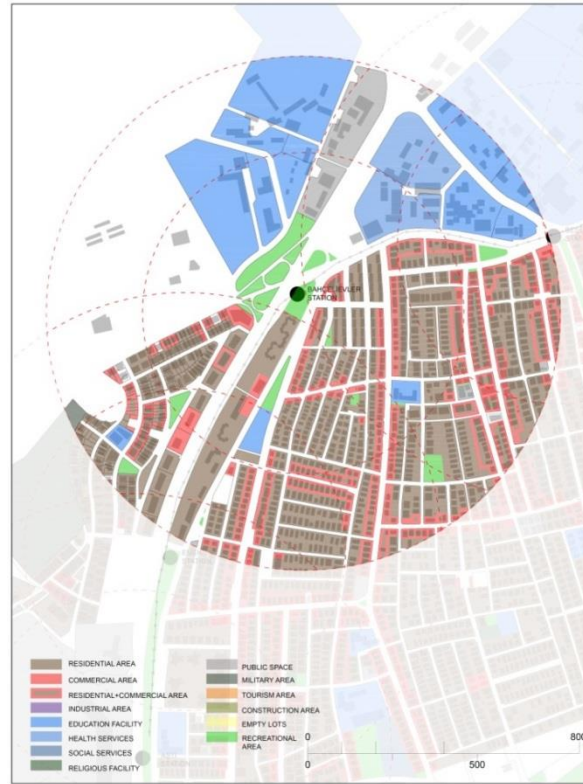 BAHÇELİEVLER
STATION
RESIDENTIAL AREA
COMMERCIAL AREA
RESIDENTIAL+COMMERCIAL AREA
INDUSTRIAL AREA
EDUCATION FACILITY
HEALTH SERVICES
SOCIAL SERVICES
RELIGIOUS FACILITY
PUBLIC SPACE
MILITARY AREA
TOURISM AREA
CONSTRUCTION AREA
EMPTY LOTS
RECREATIONAL
AREA
0
500
800
0